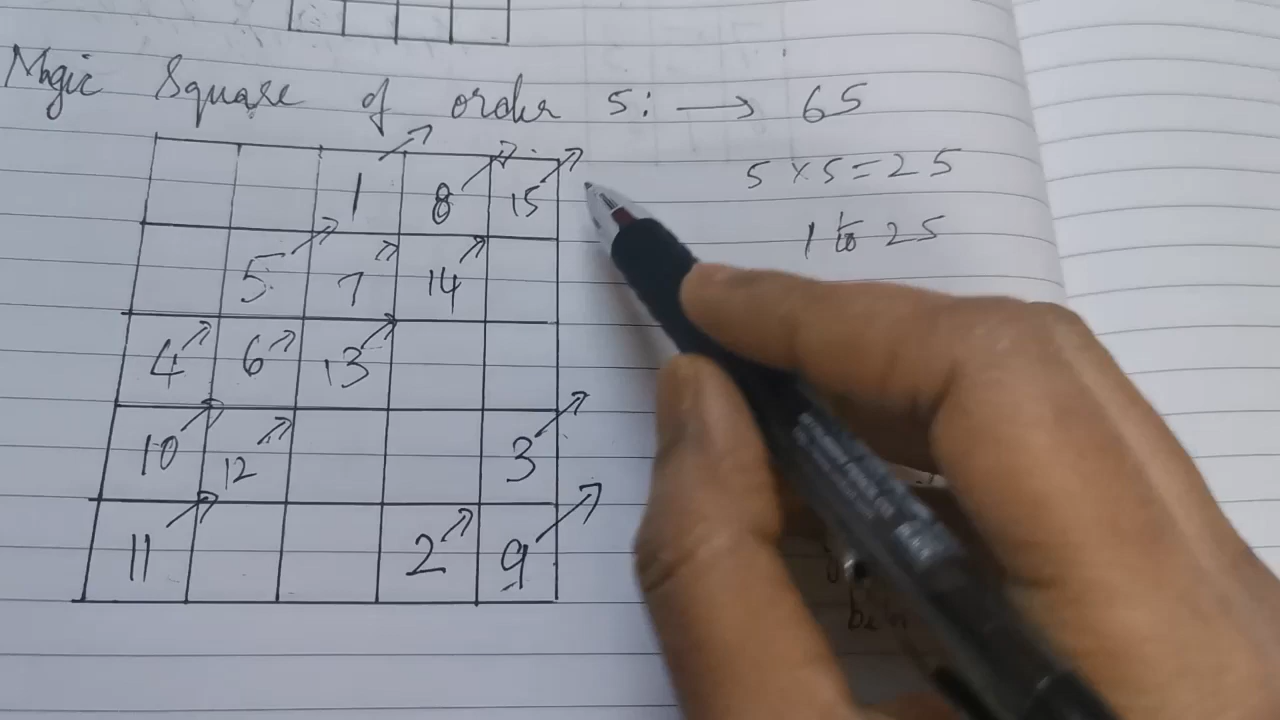 Magic Square of order 5: → 65
5 × 5 = 25
1 to 25
1 8 15
5 7 14
4 6 13
10 12 3
11 2 9